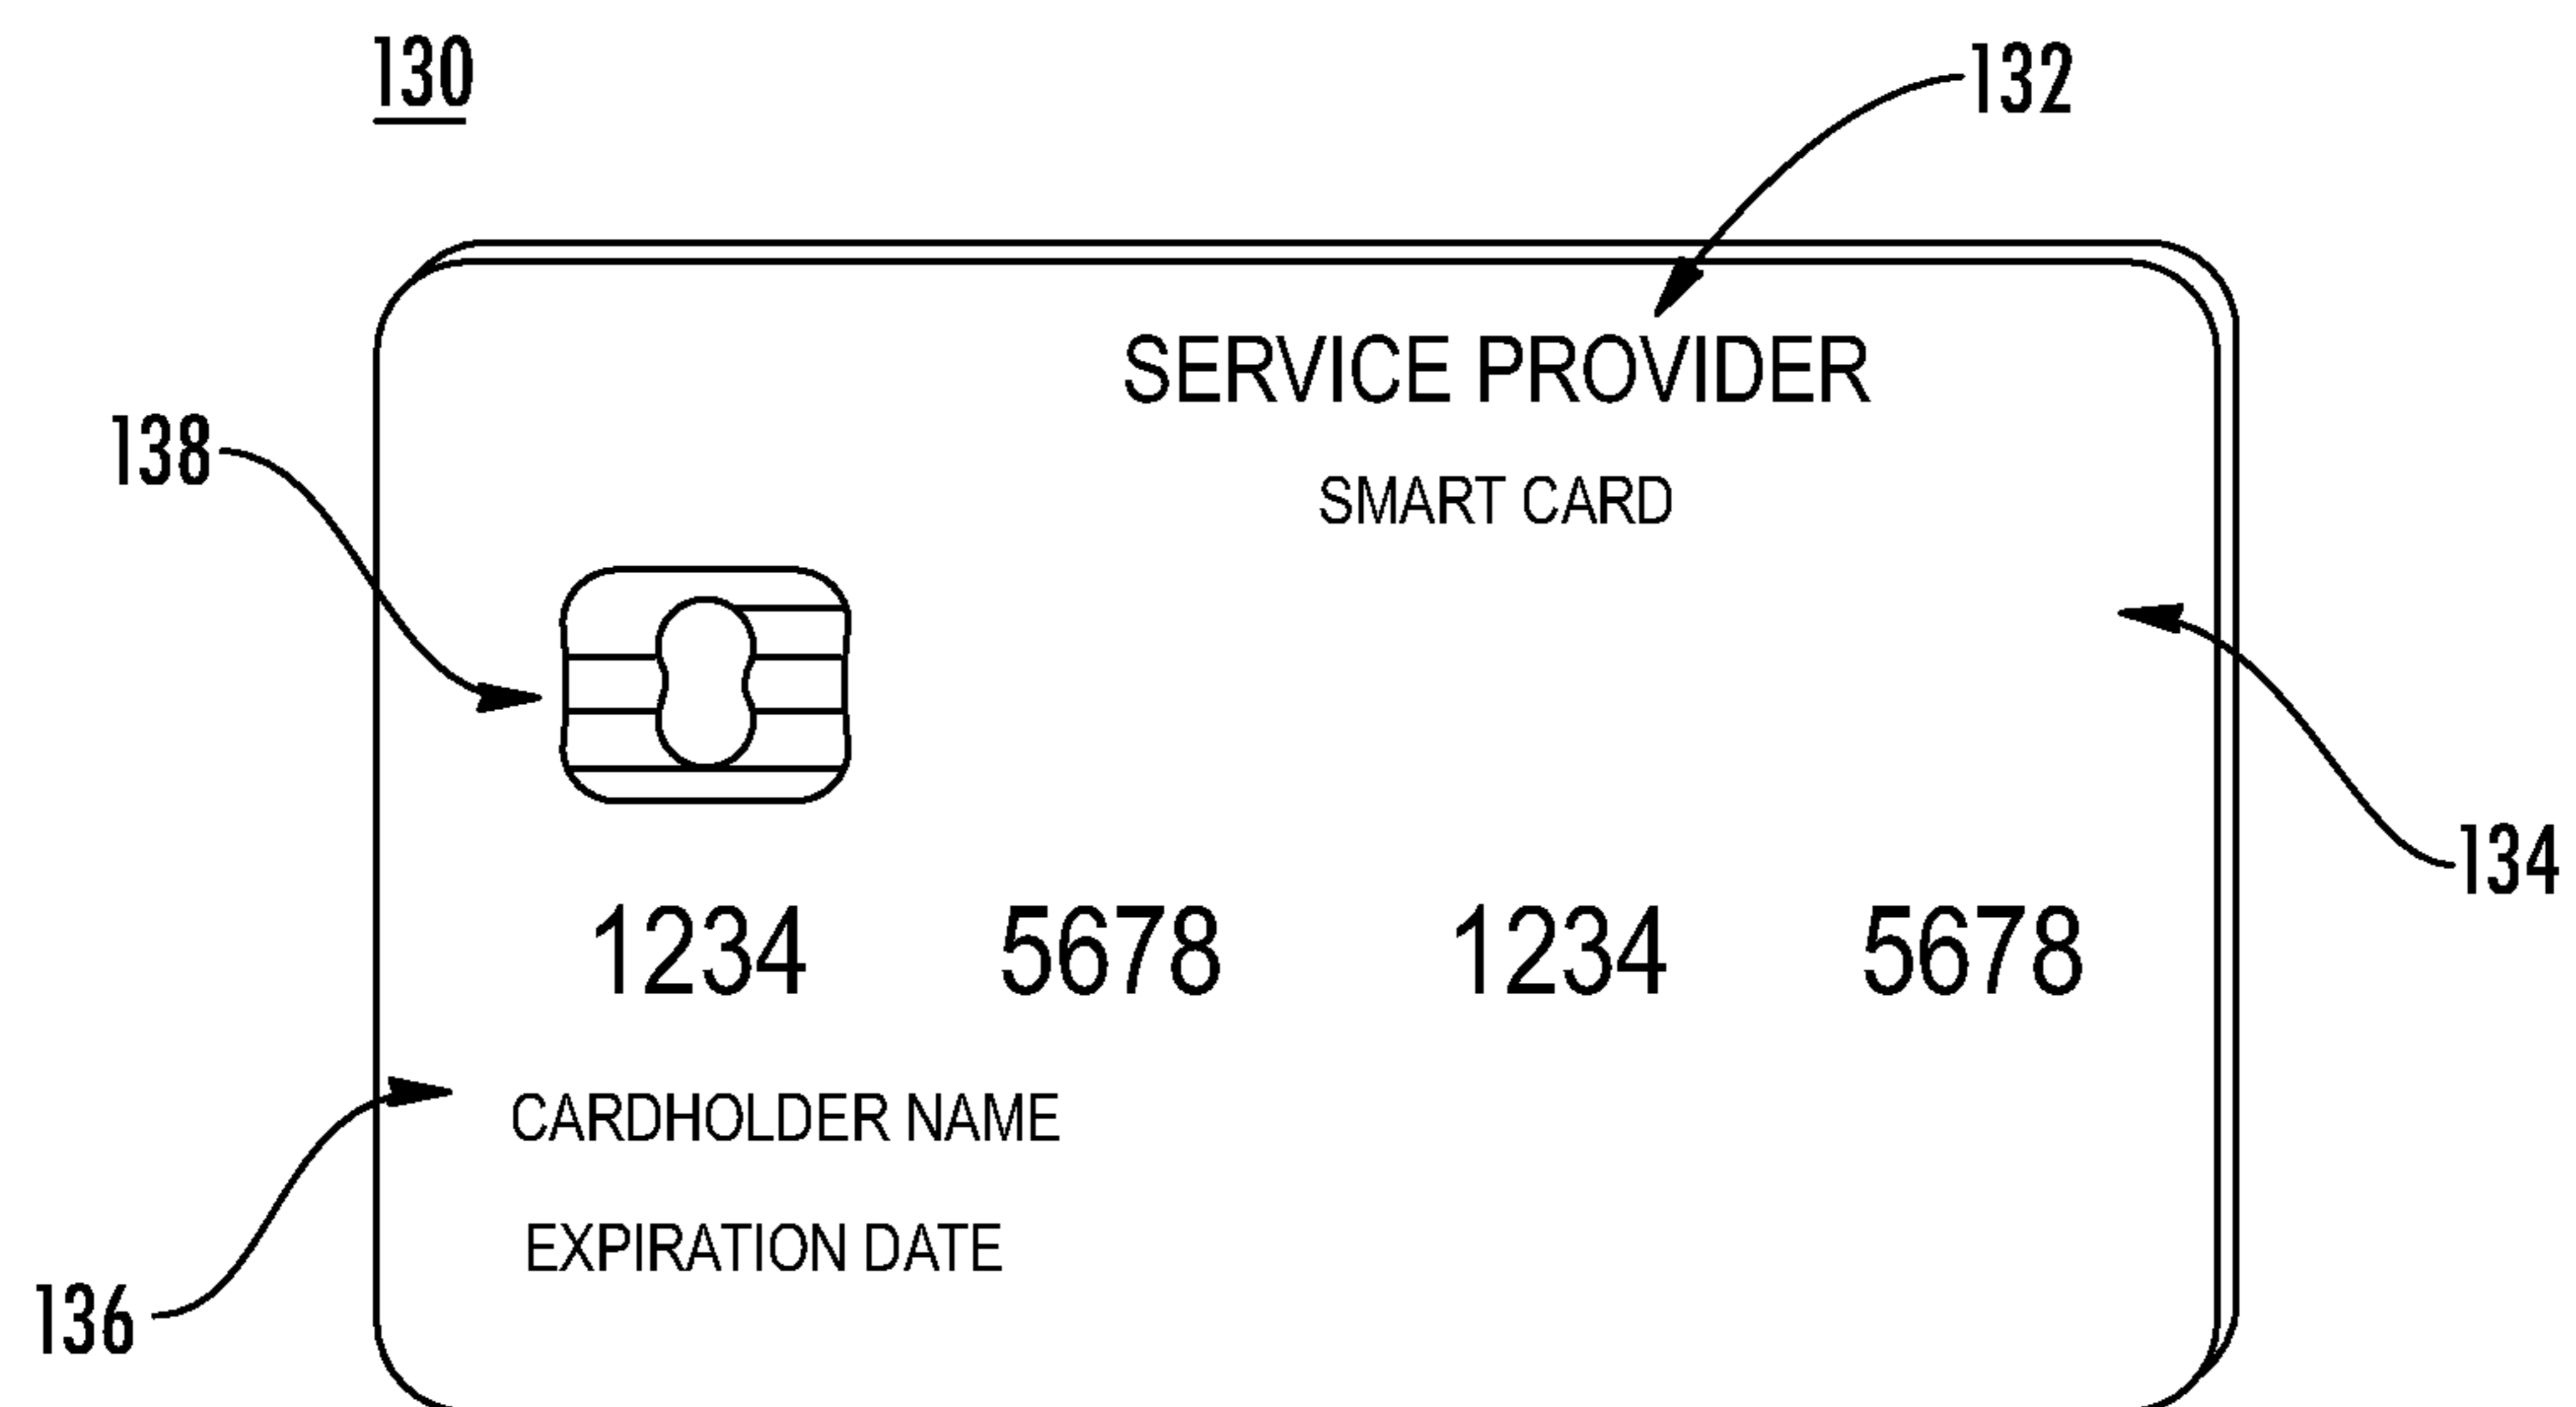 130
132
SERVICE PROVIDER
138
SMART CARD
134
1234 5678 1234 5678
CARDHOLDER NAME
EXPIRATION DATE
136